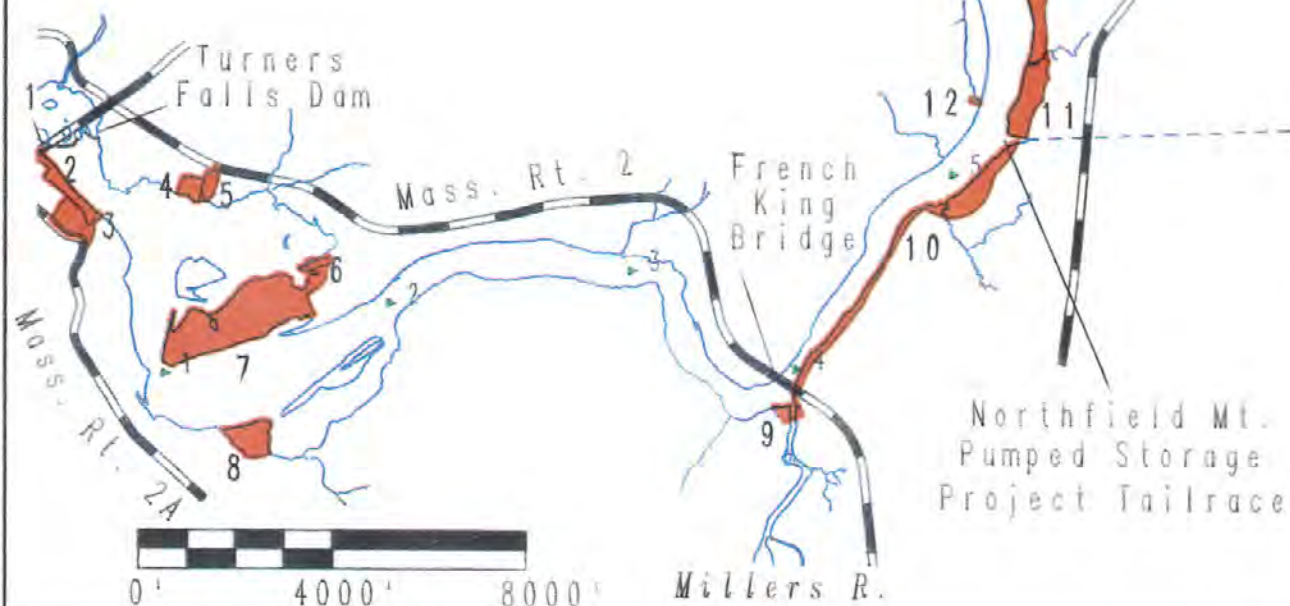 Turners
Falls Dam
1
2
3
4
5
Mass. Rt. 2
6
7
1
2
3
8
Mass. Rt. 2A
French
King
Bridge
4
9
10
5
11
12
Northfield Mt.
Pumped Storage
Project Tailrace
Millers R.
0'
4000'
8000'